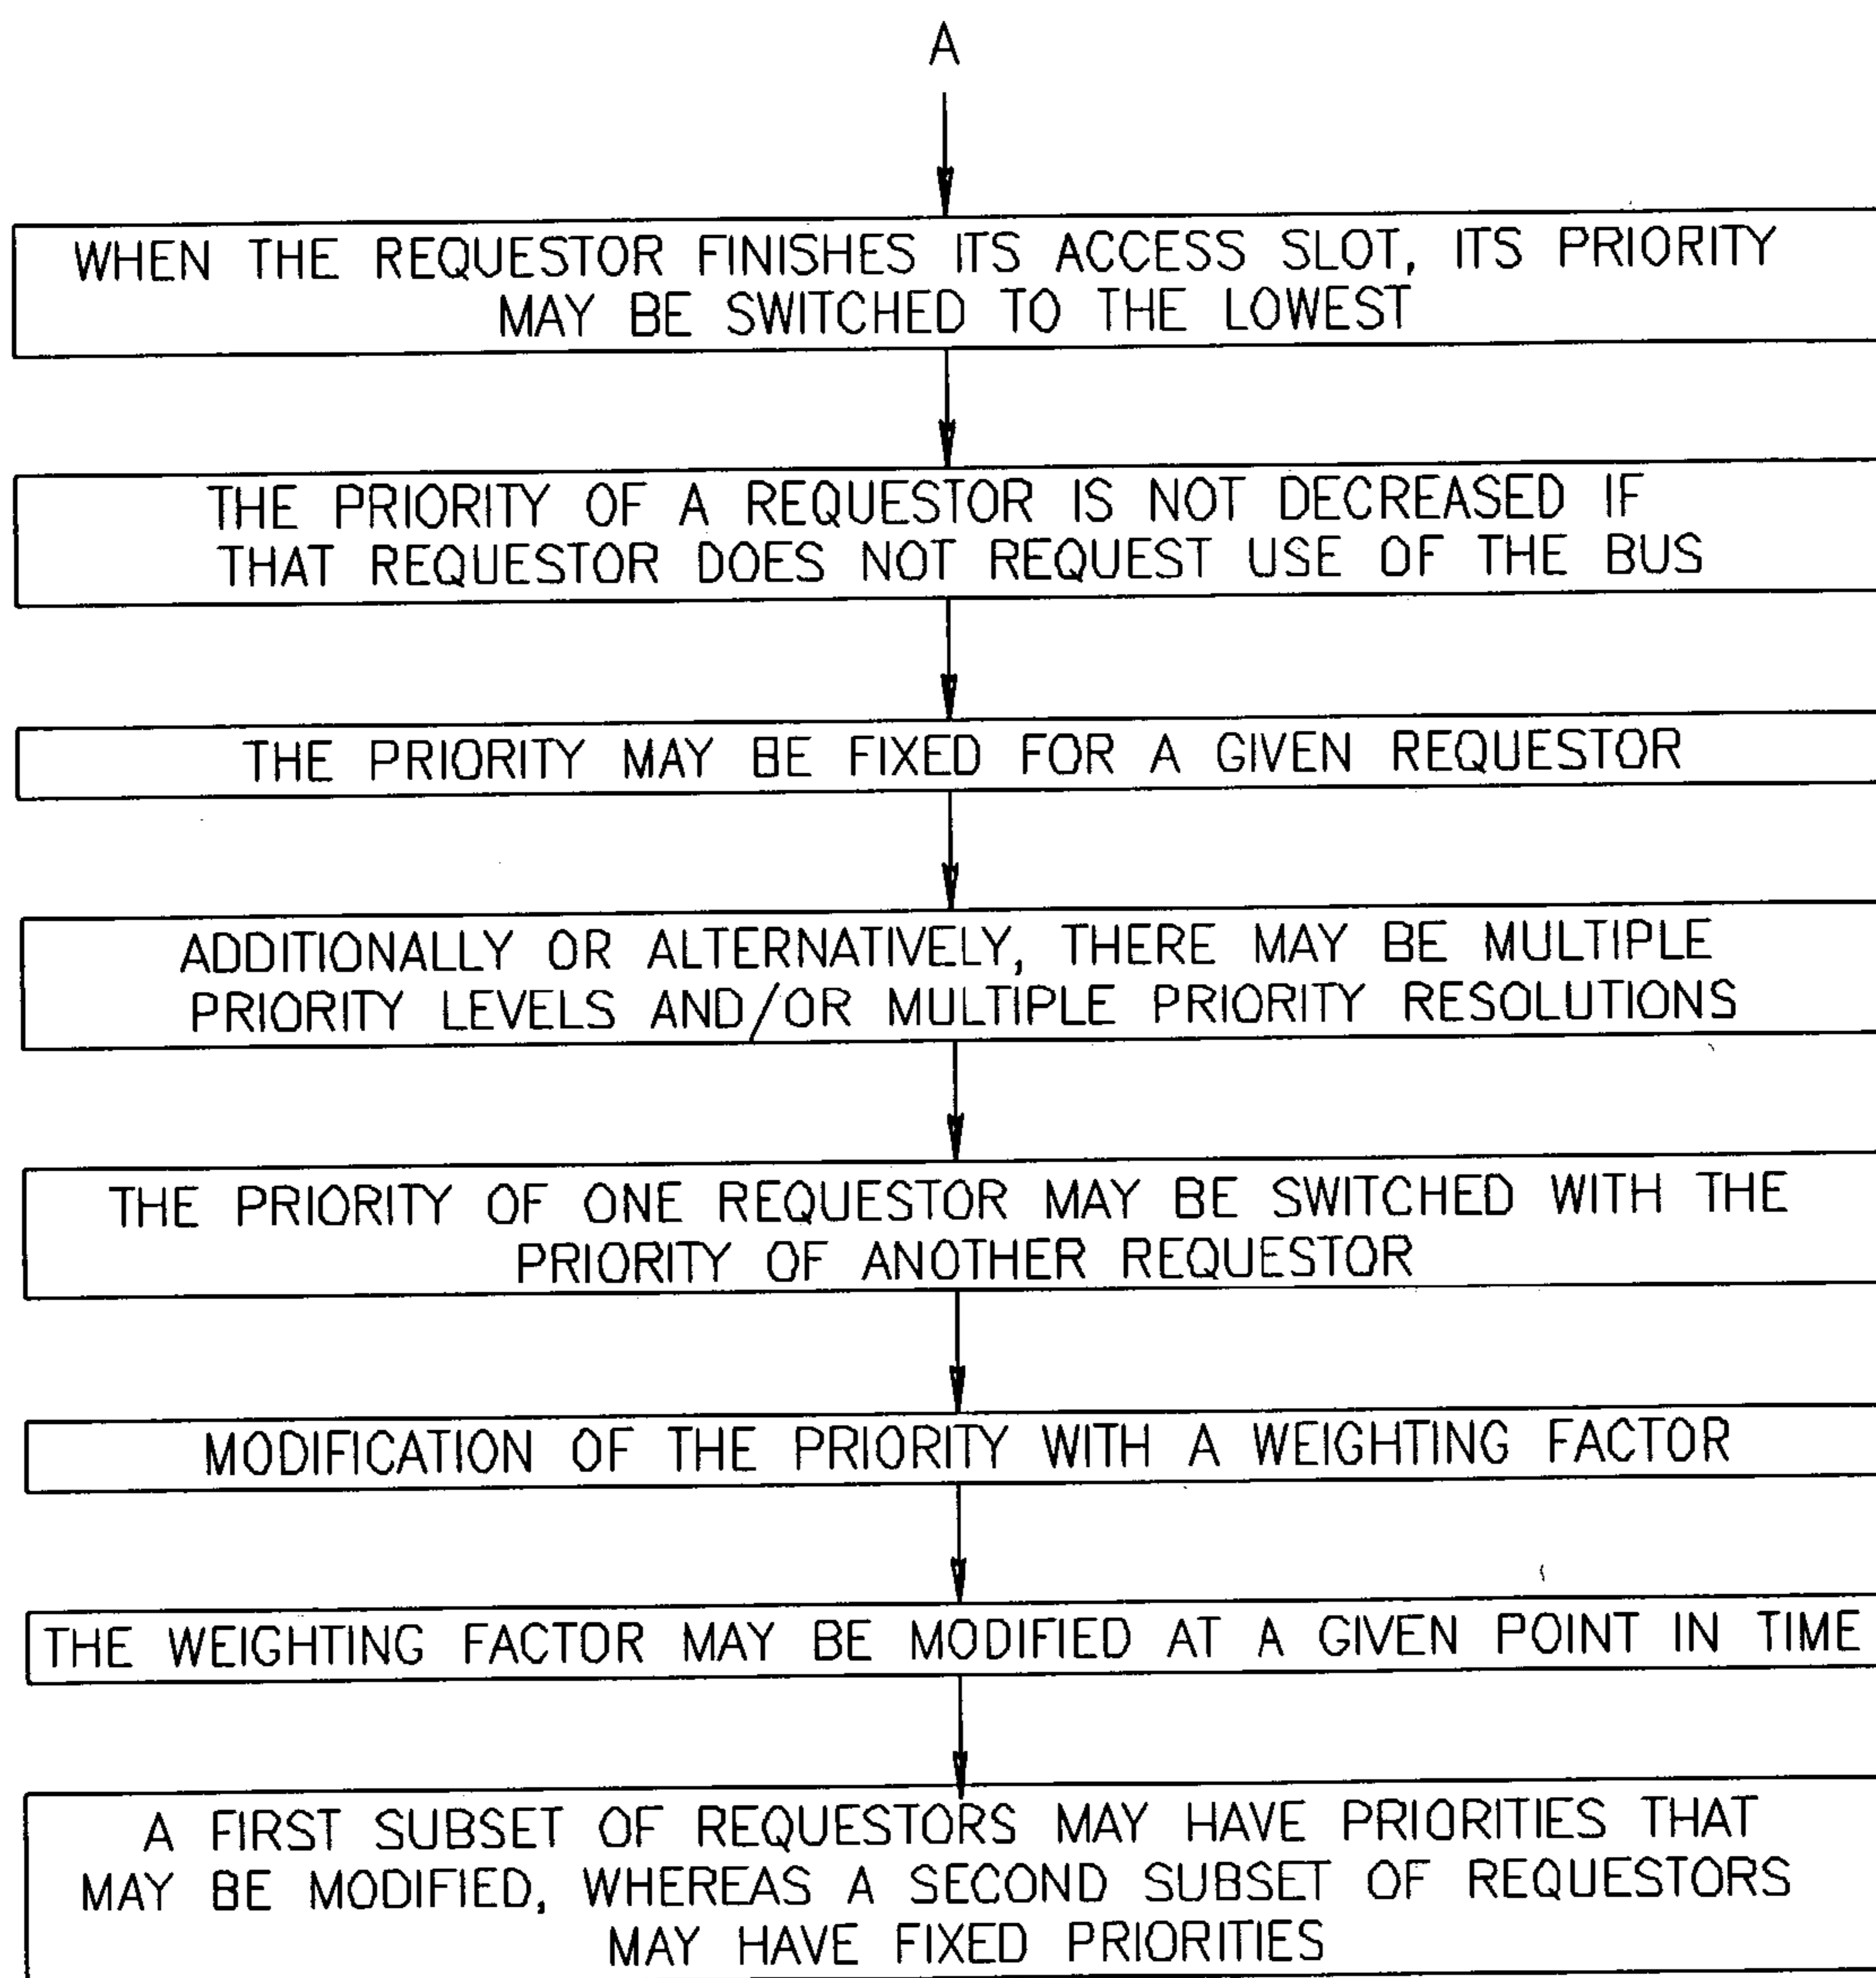 A
WHEN THE REQUESTOR FINISHES ITS ACCESS SLOT, ITS PRIORITY
MAY BE SWITCHED TO THE LOWEST
THE PRIORITY OF A REQUESTOR IS NOT DECREASED IF
THAT REQUESTOR DOES NOT REQUEST USE OF THE BUS
THE PRIORITY MAY BE FIXED FOR A GIVEN REQUESTOR
ADDITIONALLY OR ALTERNATIVELY, THERE MAY BE MULTIPLE
PRIORITY LEVELS AND/OR MULTIPLE PRIORITY RESOLUTIONS
THE PRIORITY OF ONE REQUESTOR MAY BE SWITCHED WITH THE
PRIORITY OF ANOTHER REQUESTOR
MODIFICATION OF THE PRIORITY WITH A WEIGHTING FACTOR
THE WEIGHTING FACTOR MAY BE MODIFIED AT A GIVEN POINT IN TIME
A FIRST SUBSET OF REQUESTORS MAY HAVE PRIORITIES THAT
MAY BE MODIFIED, WHEREAS A SECOND SUBSET OF REQUESTORS
MAY HAVE FIXED PRIORITIES